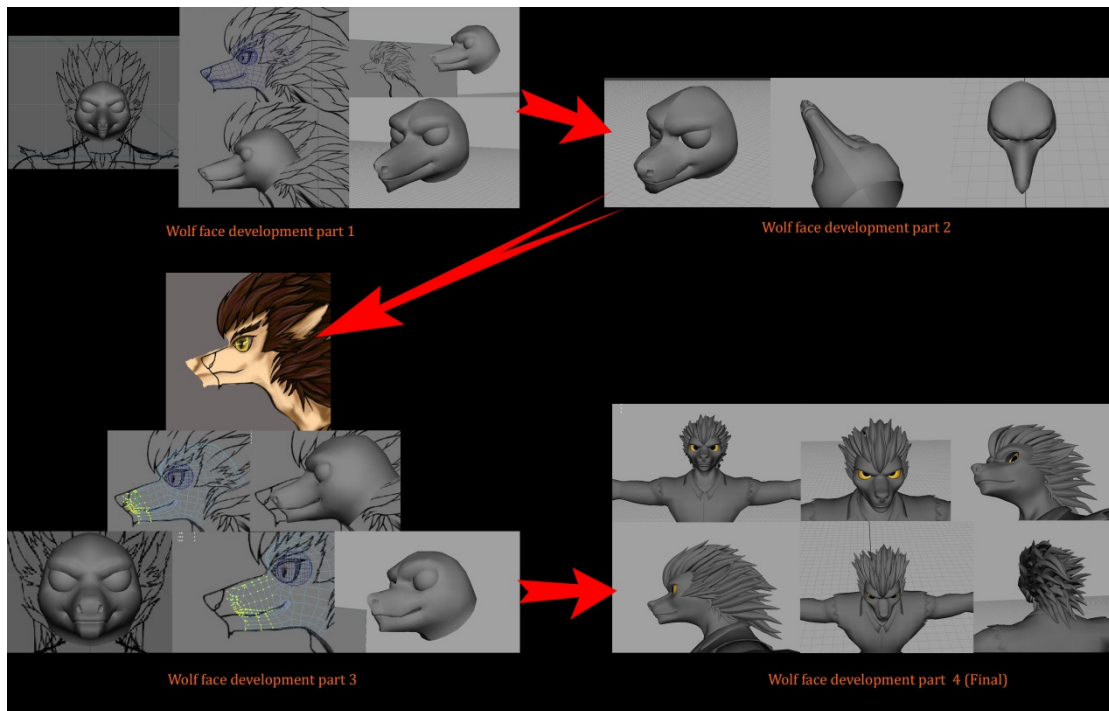 Wolf face development part 1
Wolf face development part 2
Wolf face development part 3
Wolf face development part  4 (Final)